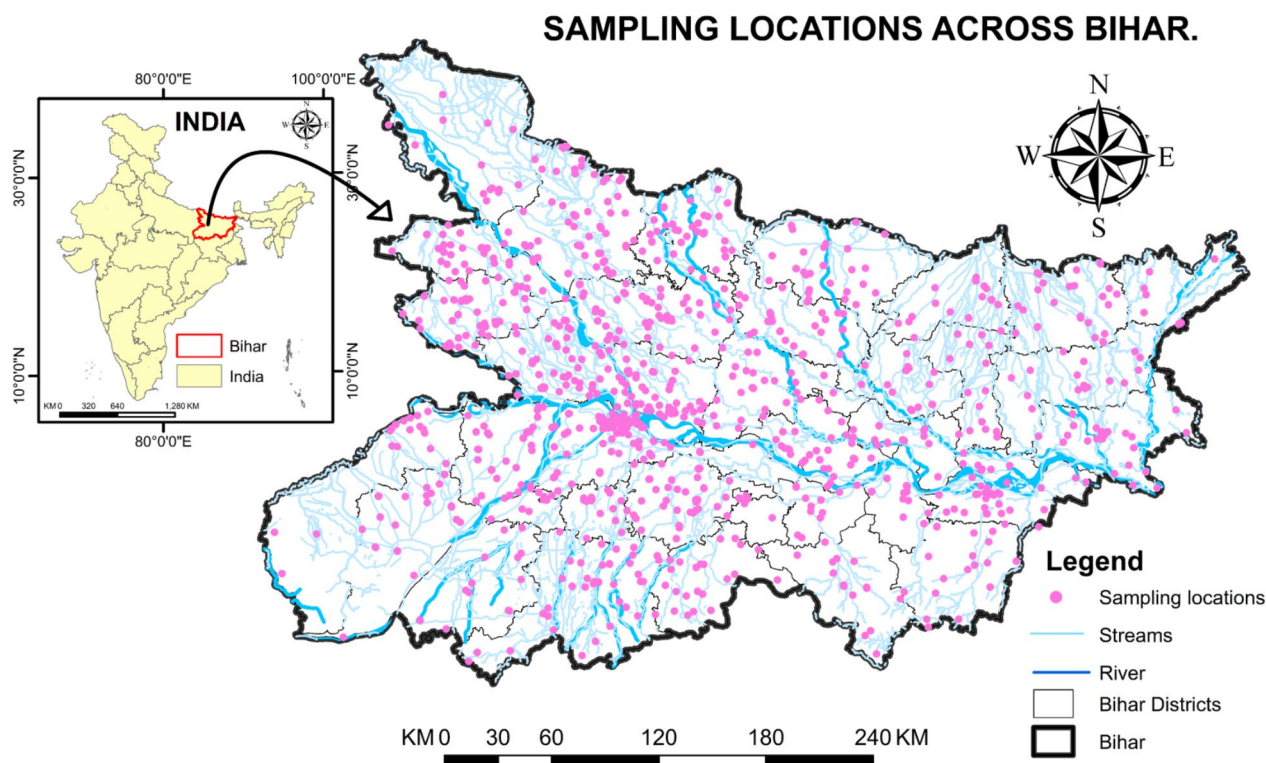 SAMPLING LOCATIONS ACROSS BIHAR.
80°0'0"E
100°0'0"E
INDIA
N
W
E
S
30°0'0"N
30°0'0"N
10°0'0"N
10°0'0"N
Bihar
India
KM 0 320 640 1,280 KM
80°0'0"E
N
W
E
S
Legend
Sampling locations
Streams
River
Bihar Districts
Bihar
KM 0 30 60 120 180 240 KM